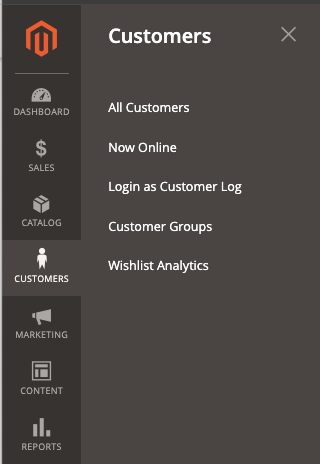 Customers
DASHBOARD
SALES
CATALOG
CUSTOMERS
MARKETING
CONTENT
REPORTS
All Customers
Now Online
Login as Customer Log
Customer Groups
Wishlist Analytics